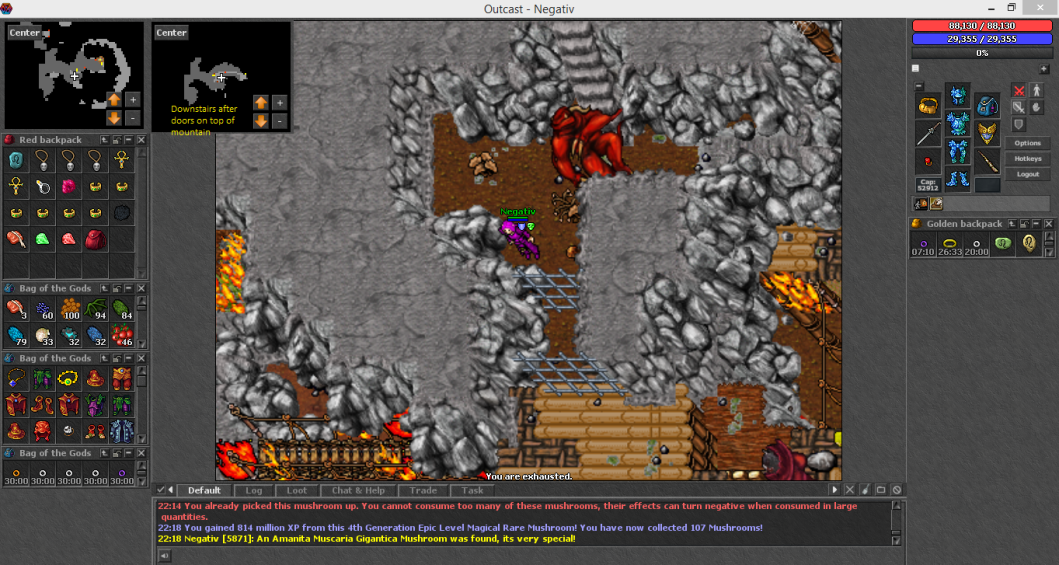 Outcast - Negativ
Center
Center
Downstairs after
doors on top of
mountain
88,130 / 88,130
29,355 / 29,355
0%
Red backpack
Bag of the Gods
3 60 100 94 84
79 33 32 32 46
Bag of the Gods
Bag of the Gods
30:00 30:00 30:00 30:00 30:00
Negativ
You are exhausted.
Cap:
52912
Options
Hotkeys
Logout
Golden backpack
07:10 26:33 20:00
Default Log Loot Chat & Help Trade Task
22:14 You already picked this mushroom up. You cannot consume too many of these mushrooms, their effects can turn negative when consumed in large
quantities.
22:18 You gained 814 million XP from this 4th Generation Epic Level Magical Rare Mushroom! You have now collected 107 Mushrooms!
22:18 Negativ [5871]: An Amanita Muscaria Gigantica Mushroom was found, its very special!